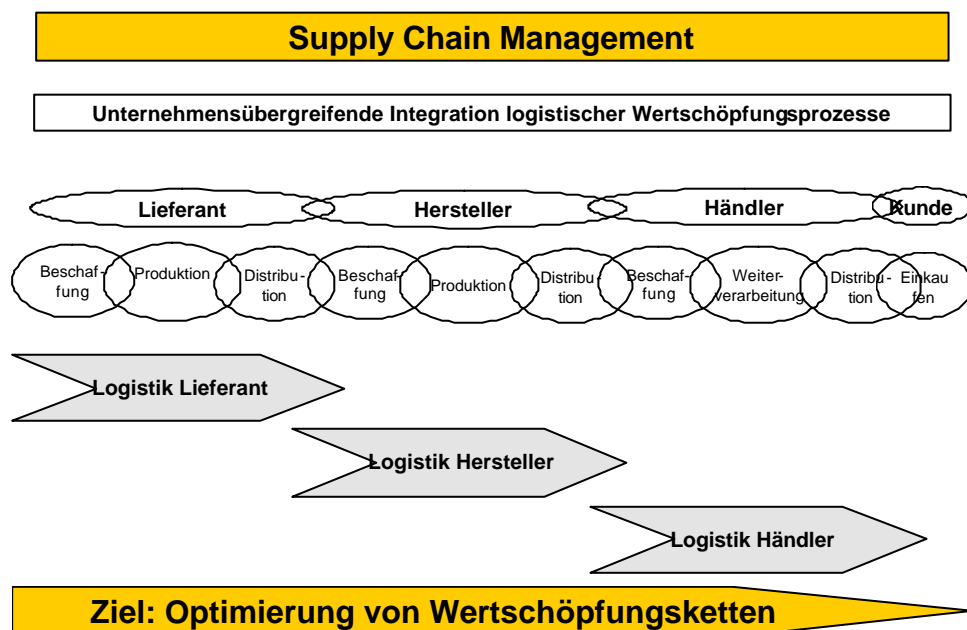 Supply Chain Management
Unternehmensübergreifende Integration logistischer Wertschöpfungsprozesse
Lieferant Hersteller Händler Kunde
Beschaf- Produktion Distribu- Beschaf- Produktion Distribu- Beschaf- Weiter- Distribu- Einkau
fung tion fung tion fung verarbeitung tion fen
Logistik Lieferant
Logistik Hersteller
Logistik Händler
Ziel: Optimierung von Wertschöpfungsketten